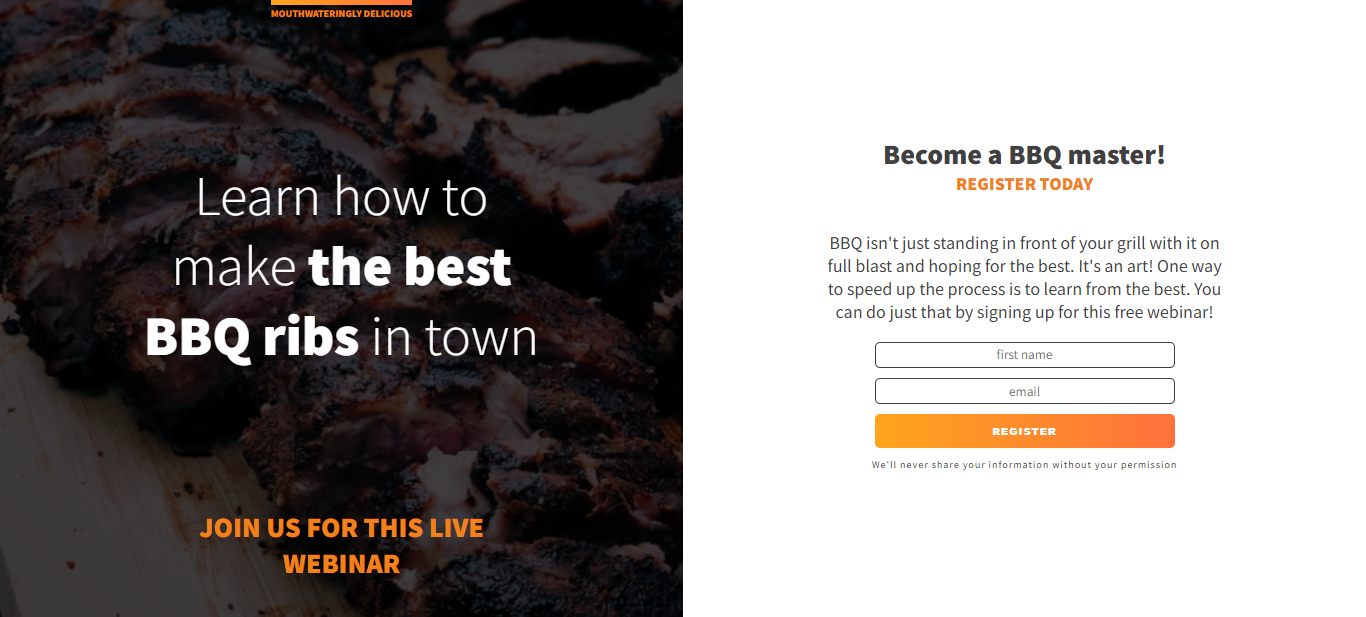 MOUTHWATERINGLY DELICIOUS
Learn how to
make the best
BBQ ribs in town
JOIN US FOR THIS LIVE
WEBINAR
Become a BBQ master!
REGISTER TODAY
BBQ isn't just standing in front of your grill with it on
full blast and hoping for the best. It's an art! One way
to speed up the process is to learn from the best. You
can do just that by signing up for this free webinar!
first name
email
REGISTER
We'll never share your information without your permission